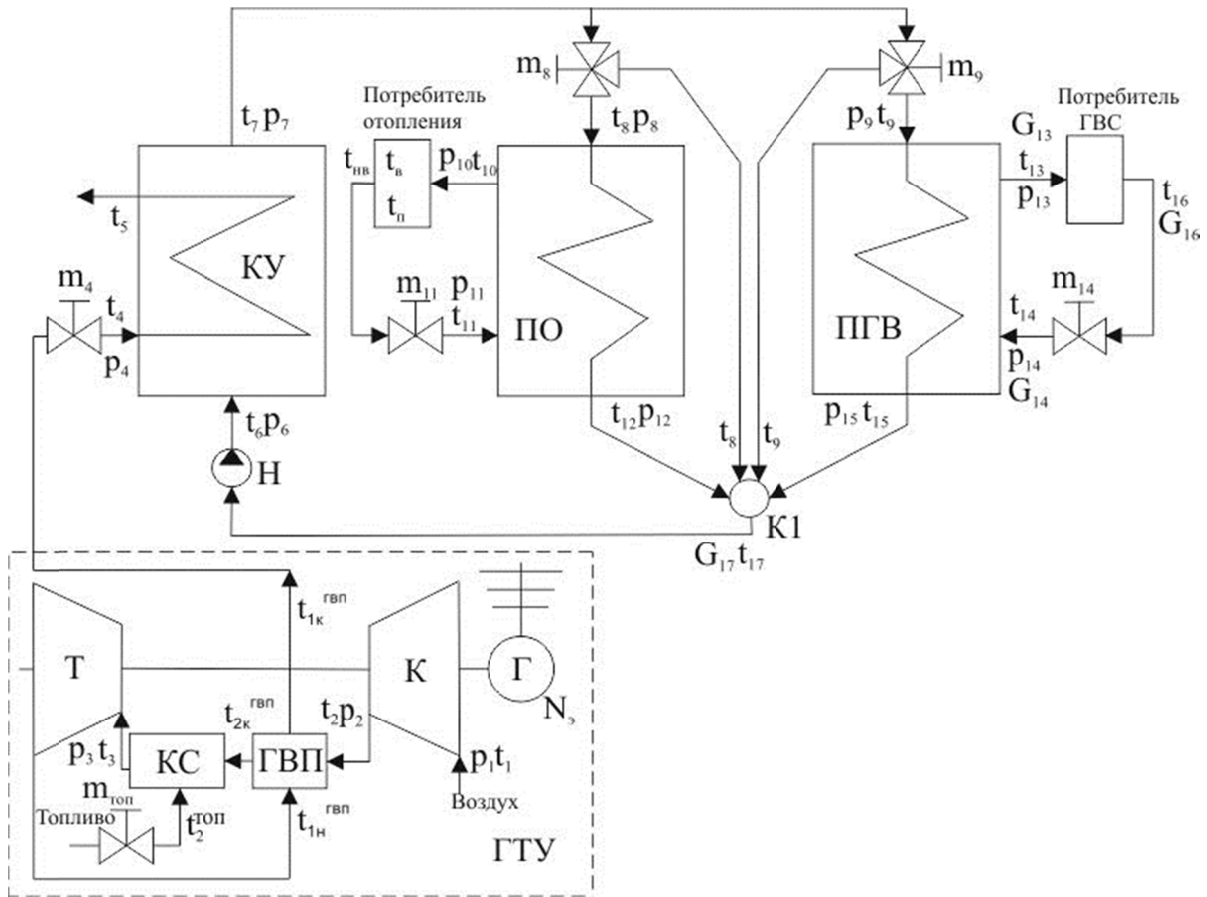 m₈
m₉
Потребитель
отопления
t₇ p₇
t₈ p₈
p₉ t₉
Потребитель
ГВС
G₁₃
t₁₃
p₁₃
tнв
tв
tп
p₁₀ t₁₀
t₁₆
G₁₆
t₅
КУ
m₄
t₄
p₄
m₁₁
p₁₁
t₁₁
ПО
ПГВ
m₁₄
t₁₄
p₁₄
G₁₄
t₆ p₆
Н
t₁₂ p₁₂
t₈
t₉
p₁₅ t₁₅
К1
G₁₇ t₁₇
t₁ₖ гвп
Т
К
Г
Nэ
t₂ₖ гвп
t₂ p₂
p₃ t₃
КС
ГВП
p₁ t₁
Воздух
mтоп
Топливо
t₂ топ
t₁ₙ гвп
ГТУ